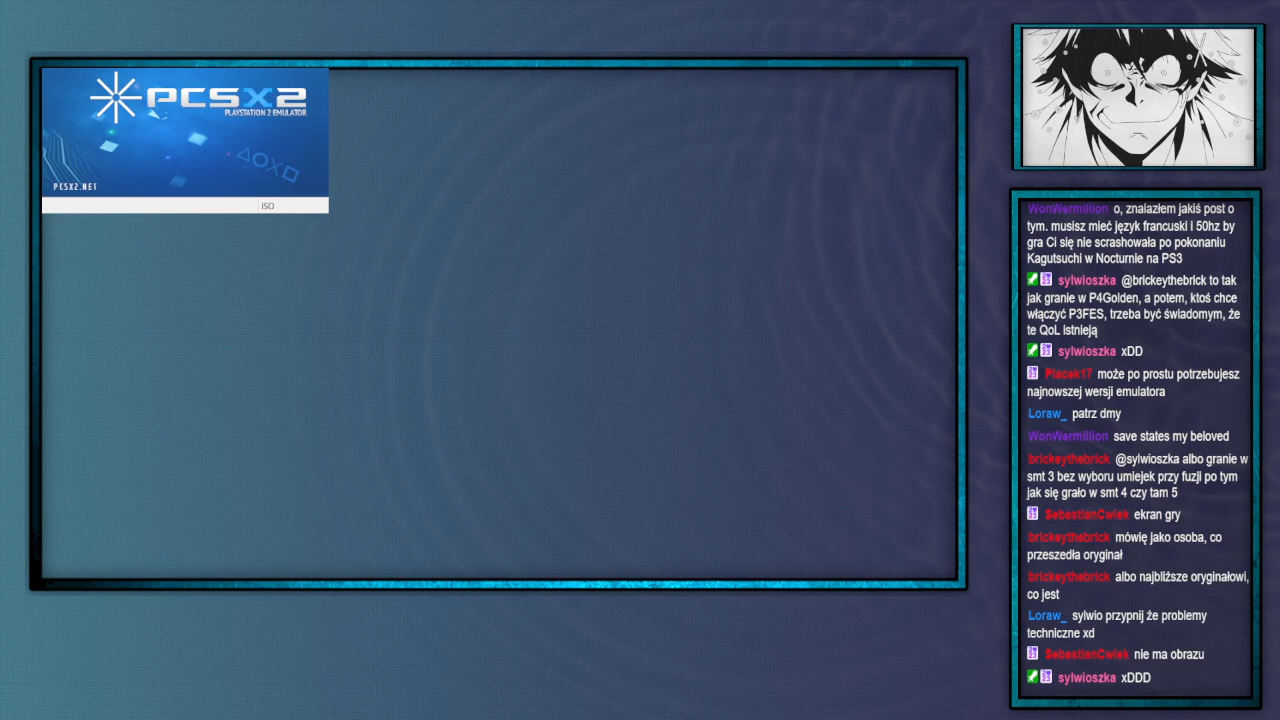 PCSX2
PLAYSTATION 2 EMULATOR
PCSX2.NET
ISO
WonWermillion o, znalazłem jakiś post o
tym. musisz mieć język francuski i 50hz by
gra Ci się nie scrashowała po pokonaniu
Kagutsuchi w Nocturnie na PS3
sylwioszka @brickeythebrick to tak
jak granie w P4Golden, a potem, ktoś chce
włączyć P3FES, trzeba być świadomym, że
te QoL istnieją
sylwioszka xDD
Placek17 może po prostu potrzebujesz
najnowszej wersji emulatora
Loraw_ patrz dmy
WonWermillion save states my beloved
brickeythebrick @sylwioszka albo granie w
smt 3 bez wyboru umiejek przy fuzji po tym
jak się grało w smt 4 czy tam 5
SebastianCwiek ekran gry
brickeythebrick mówię jako osoba, co
przeszedła oryginał
brickeythebrick albo najbliższe oryginałowi,
co jest
Loraw_ sylwio przypnij że problemy
techniczne xd
SebastianCwiek nie ma obrazu
sylwioszka xDDD